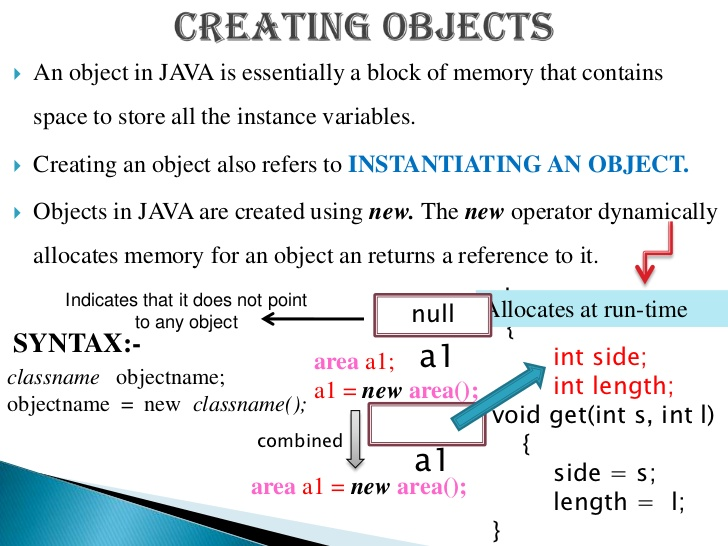 CREATING OBJECTS
An object in JAVA is essentially a block of memory that contains
space to store all the instance variables.
Creating an object also refers to INSTANTIATING AN OBJECT.
Objects in JAVA are created using new. The new operator dynamically
allocates memory for an object an returns a reference to it.
Indicates that it does not point
to any object
null
Allocates at run-time
{
SYNTAX:-
area a1;
a1
int side;
classname objectname;
a1 = new area();
int length;
objectname = new classname();
void get(int s, int l)
combined
{
a1
side = s;
area a1 = new area();
length = l;
}